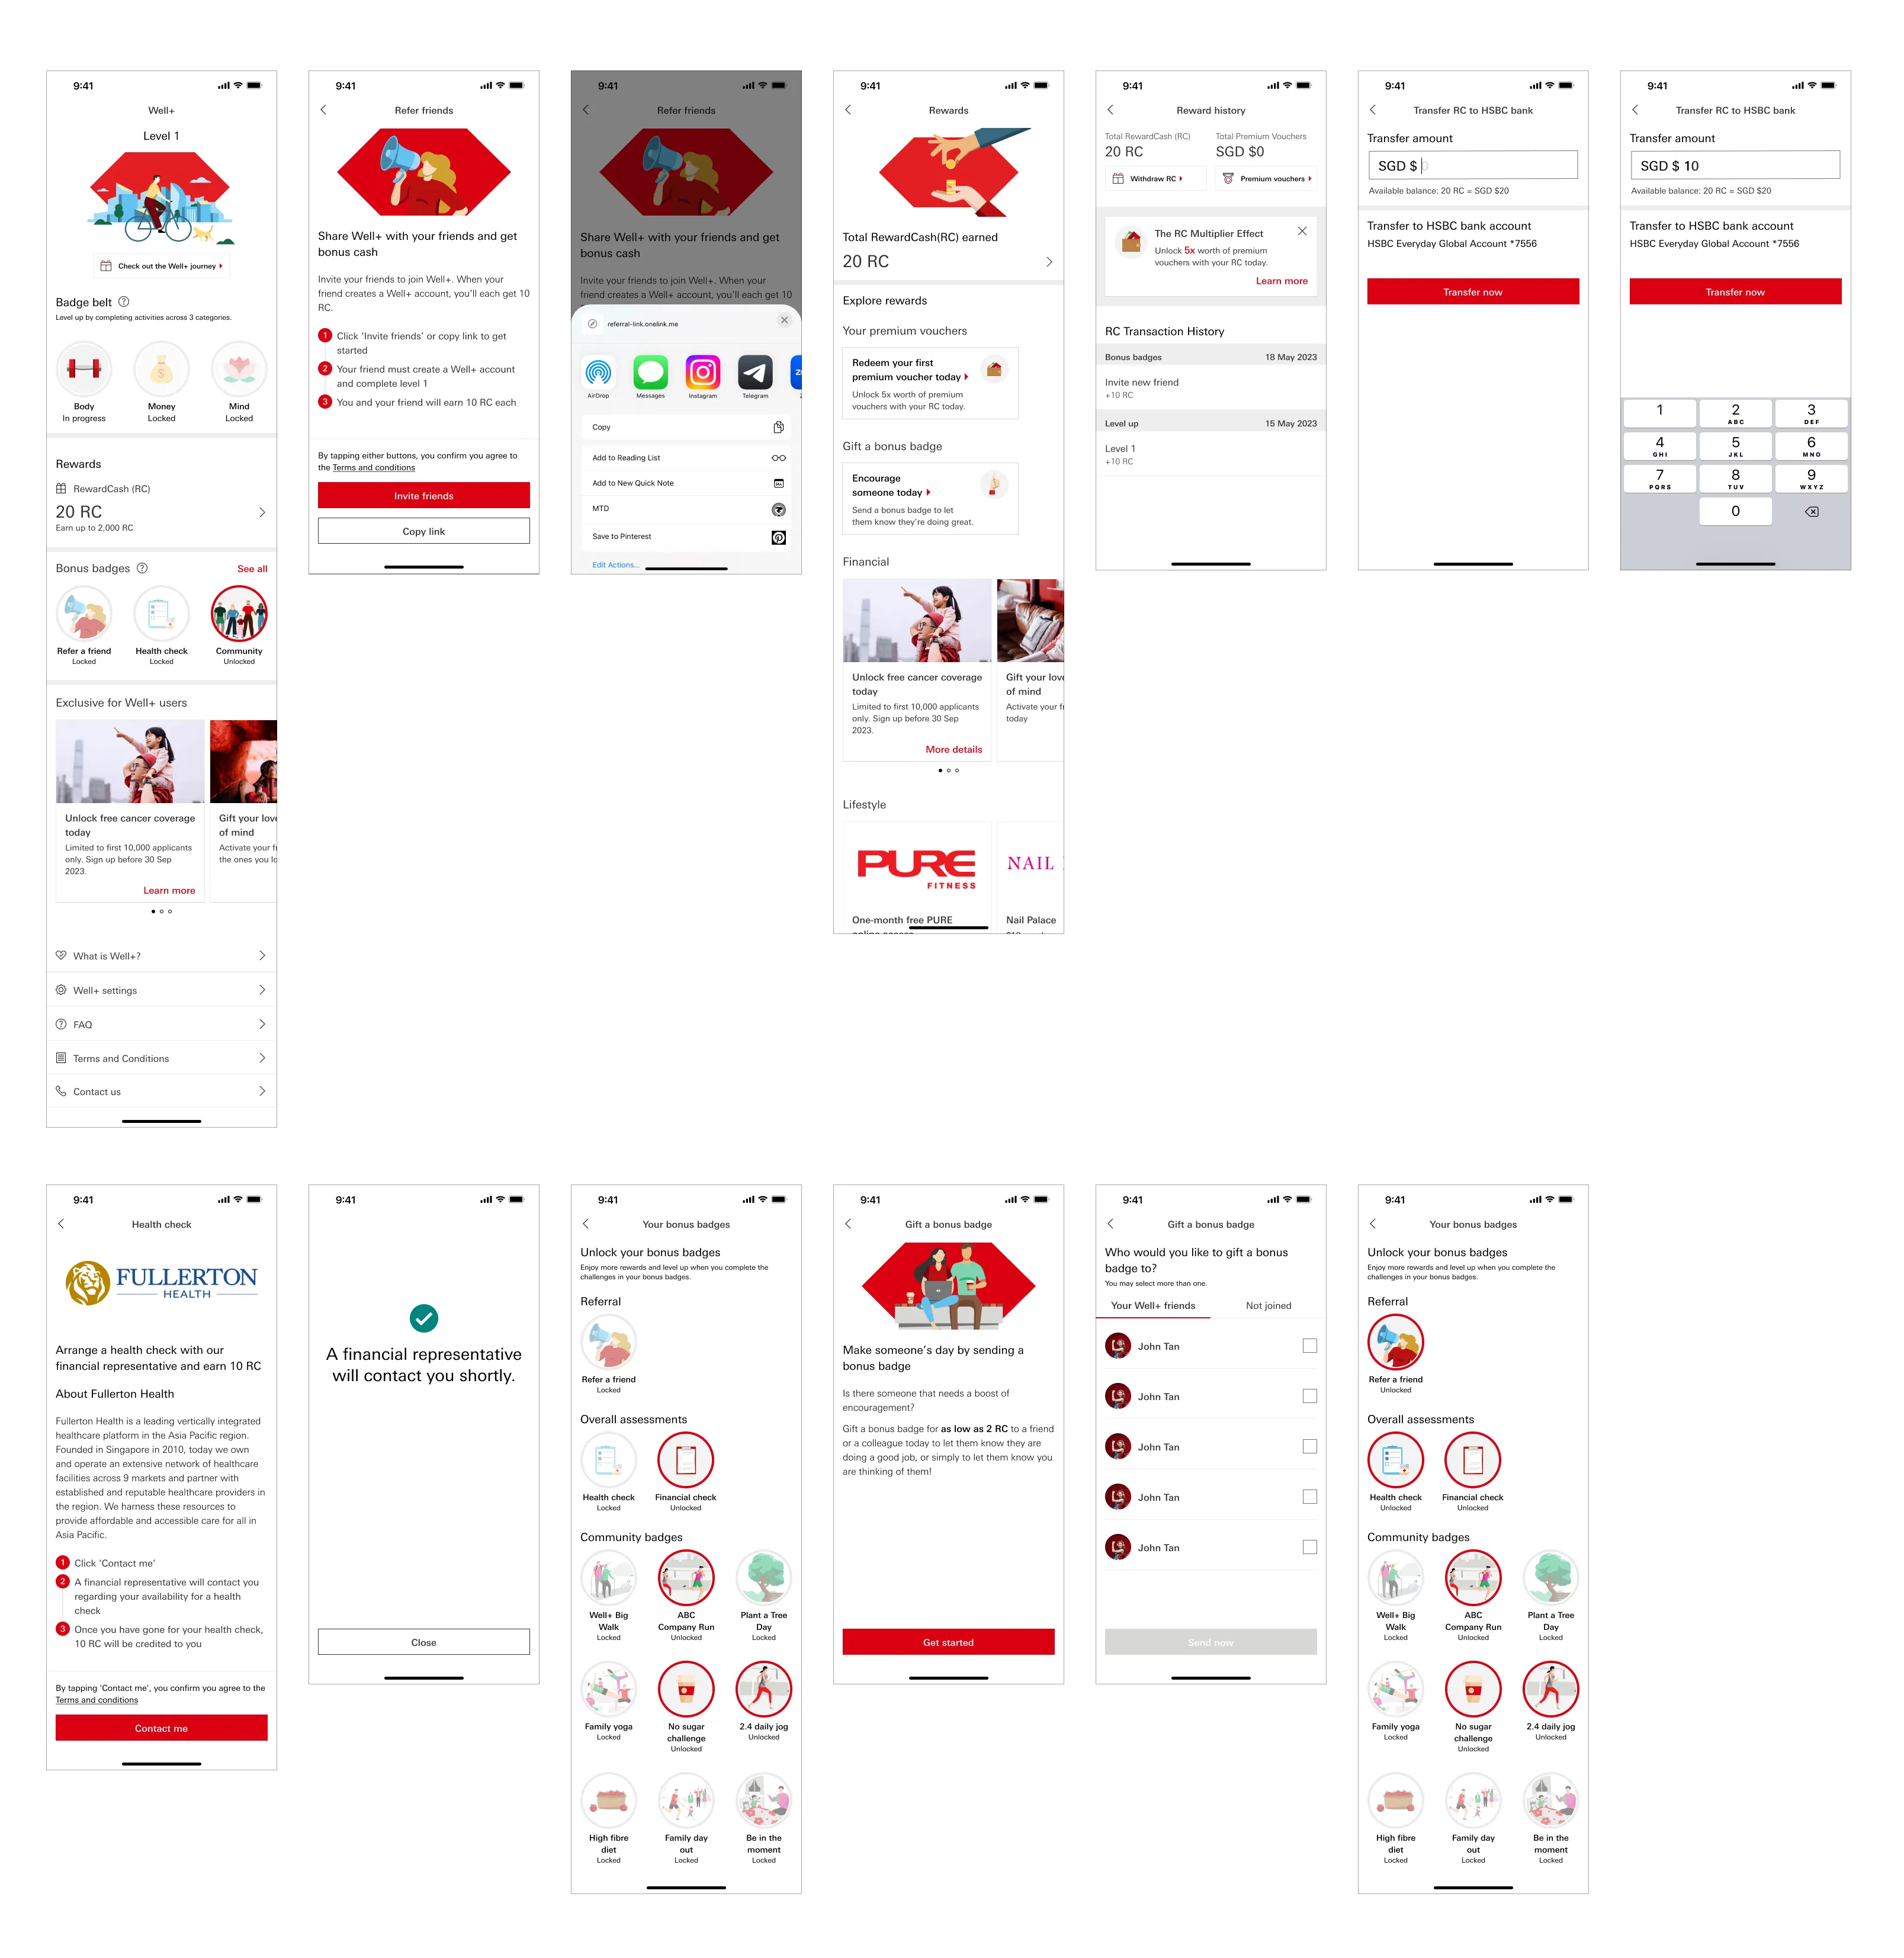 9:41
Well+
Level 1
Check out the Well+ journey
Badge belt
Level up by completing activities across 3 categories.
Body
In progress
Money
Locked
Mind
Locked
Rewards
RewardCash (RC)
20 RC
Earn up to 2,000 RC
Bonus badges
See all
Refer a friend
Locked
Health check
Locked
Community
Unlocked
Exclusive for Well+ users
Unlock free cancer coverage
today
Limited to first 10,000 applicants
only. Sign up before 30 Sep
2023.
Learn more
Gift your love
of mind
Activate your f
the ones you lo
What is Well+?
Well+ settings
FAQ
Terms and Conditions
Contact us
9:41
Refer friends
Share Well+ with your friends and get
bonus cash
Invite your friends to join Well+. When your
friend creates a Well+ account, you'll each get 10
RC.
1 Click 'Invite friends' or copy link to get
started
2 Your friend must create a Well+ account
and complete level 1
3 You and your friend will earn 10 RC each
By tapping either buttons, you confirm you agree to
the Terms and conditions
Invite friends
Copy link
9:41
Refer friends
Share Well+ with your friends and get
bonus cash
Invite your friends to join Well+. When your
friend creates a Well+ account, you'll each get 10
referral-link.onelink.me
AirDrop
Messages
Instagram
Telegram
Copy
Add to Reading List
Add to New Quick Note
MTD
Save to Pinterest
Edit Actions...
9:41
Rewards
Total RewardCash(RC) earned
20 RC
Explore rewards
Your premium vouchers
Redeem your first
premium voucher today
Unlock 5x worth of premium
vouchers with your RC today.
Gift a bonus badge
Encourage
someone today
Send a bonus badge to let
them know they're doing great.
Financial
Unlock free cancer coverage
today
Limited to first 10,000 applicants
only. Sign up before 30 Sep
2023.
More details
Gift your love
of mind
Activate your f
today
Lifestyle
PURE
FITNESS
NAIL
One-month free PURE
online access
Nail Palace
9:41
Reward history
Total RewardCash (RC)
20 RC
Total Premium Vouchers
SGD $0
Withdraw RC
Premium vouchers
The RC Multiplier Effect
Unlock 5x worth of premium
vouchers with your RC today.
Learn more
RC Transaction History
Bonus badges 18 May 2023
Invite new friend
+10 RC
Level up 15 May 2023
Level 1
+10 RC
9:41
Transfer RC to HSBC bank
Transfer amount
SGD $ 0
Available balance: 20 RC = SGD $20
Transfer to HSBC bank account
HSBC Everyday Global Account *7556
Transfer now
9:41
Transfer RC to HSBC bank
Transfer amount
SGD $ 10
Available balance: 20 RC = SGD $20
Transfer to HSBC bank account
HSBC Everyday Global Account *7556
Transfer now
1 2 3
ABC DEF
4 5 6
GHI JKL MNO
7 8 9
PQRS TUV WXYZ
0
9:41
Health check
FULLERTON
HEALTH
Arrange a health check with our
financial representative and earn 10 RC
About Fullerton Health
Fullerton Health is a leading vertically integrated
healthcare platform in the Asia Pacific region.
Founded in Singapore in 2010, today we own
and operate an extensive network of healthcare
facilities across 9 markets and partner with
established and reputable healthcare providers in
the region. We harness these resources to
provide affordable and accessible care for all in
Asia Pacific.
1 Click 'Contact me'
2 A financial representative will contact you
regarding your availability for a health
check
3 Once you have gone for your health check,
10 RC will be credited to you
By tapping 'Contact me', you confirm you agree to the
Terms and conditions
Contact me
9:41
A financial representative
will contact you shortly.
Close
9:41
Your bonus badges
Unlock your bonus badges
Enjoy more rewards and level up when you complete the
challenges in your bonus badges.
Referral
Refer a friend
Locked
Overall assessments
Health check
Locked
Financial check
Unlocked
Community badges
Well+ Big
Walk
Locked
ABC
Company Run
Unlocked
Plant a Tree
Day
Locked
Family yoga
Locked
No sugar
challenge
Unlocked
2.4 daily jog
Unlocked
High fibre
diet
Locked
Family day
out
Locked
Be in the
moment
Locked
9:41
Gift a bonus badge
Make someone's day by sending a
bonus badge
Is there someone that needs a boost of
encouragement?
Gift a bonus badge for as low as 2 RC to a friend
or a colleague today to let them know they are
doing a good job, or simply to let them know you
are thinking of them!
Get started
9:41
Gift a bonus badge
Who would you like to gift a bonus
badge to?
You may select more than one.
Your Well+ friends
Not joined
John Tan
John Tan
John Tan
John Tan
John Tan
Send now
9:41
Your bonus badges
Unlock your bonus badges
Enjoy more rewards and level up when you complete the
challenges in your bonus badges.
Referral
Refer a friend
Unlocked
Overall assessments
Health check
Unlocked
Financial check
Unlocked
Community badges
Well+ Big
Walk
Locked
ABC
Company Run
Unlocked
Plant a Tree
Day
Locked
Family yoga
Locked
No sugar
challenge
Unlocked
2.4 daily jog
Unlocked
High fibre
diet
Locked
Family day
out
Locked
Be in the
moment
Locked